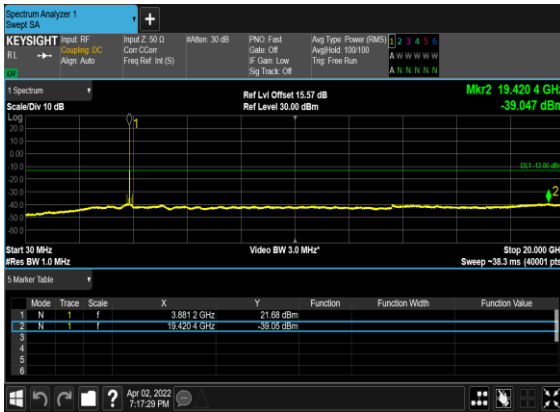 Spectrum Analyzer 1
Swept SA
KEYSIGHT Input: RF Input Z: 50 Ω #Atten: 30 dB PNO: Fast Avg Type: Power (RMS) 1 2 3 4 5 6
RL Coupling: DC Corr CCorr Gate: Off Avg|Hold: 100/100 A W W W W W
Align: Auto Freq Ref: Int (S) IF Gain: Low Trig: Free Run
Sig Track: Off A N N N N N
1 Spectrum Ref Lvl Offset 15.57 dB Mkr2 19.420 4 GHz
Scale/Div 10 dB Ref Level 30.00 dBm -39.047 dBm
Log
20.0 1
10.0
0.00
-10.0 DL1 -13.00 dBm
-20.0
-30.0 2
-40.0
-50.0
-60.0
Start 30 MHz Video BW 3.0 MHz* Stop 20.000 GHz
#Res BW 1.0 MHz Sweep ~38.3 ms (40001 pts)
5 Marker Table
Mode Trace Scale X Y Function Function Width Function Value
1 N 1 f 3.881 2 GHz 21.68 dBm
2 N 1 f 19.420 4 GHz -39.05 dBm
3
4
5
6
? Apr 02, 2022
7:17:29 PM